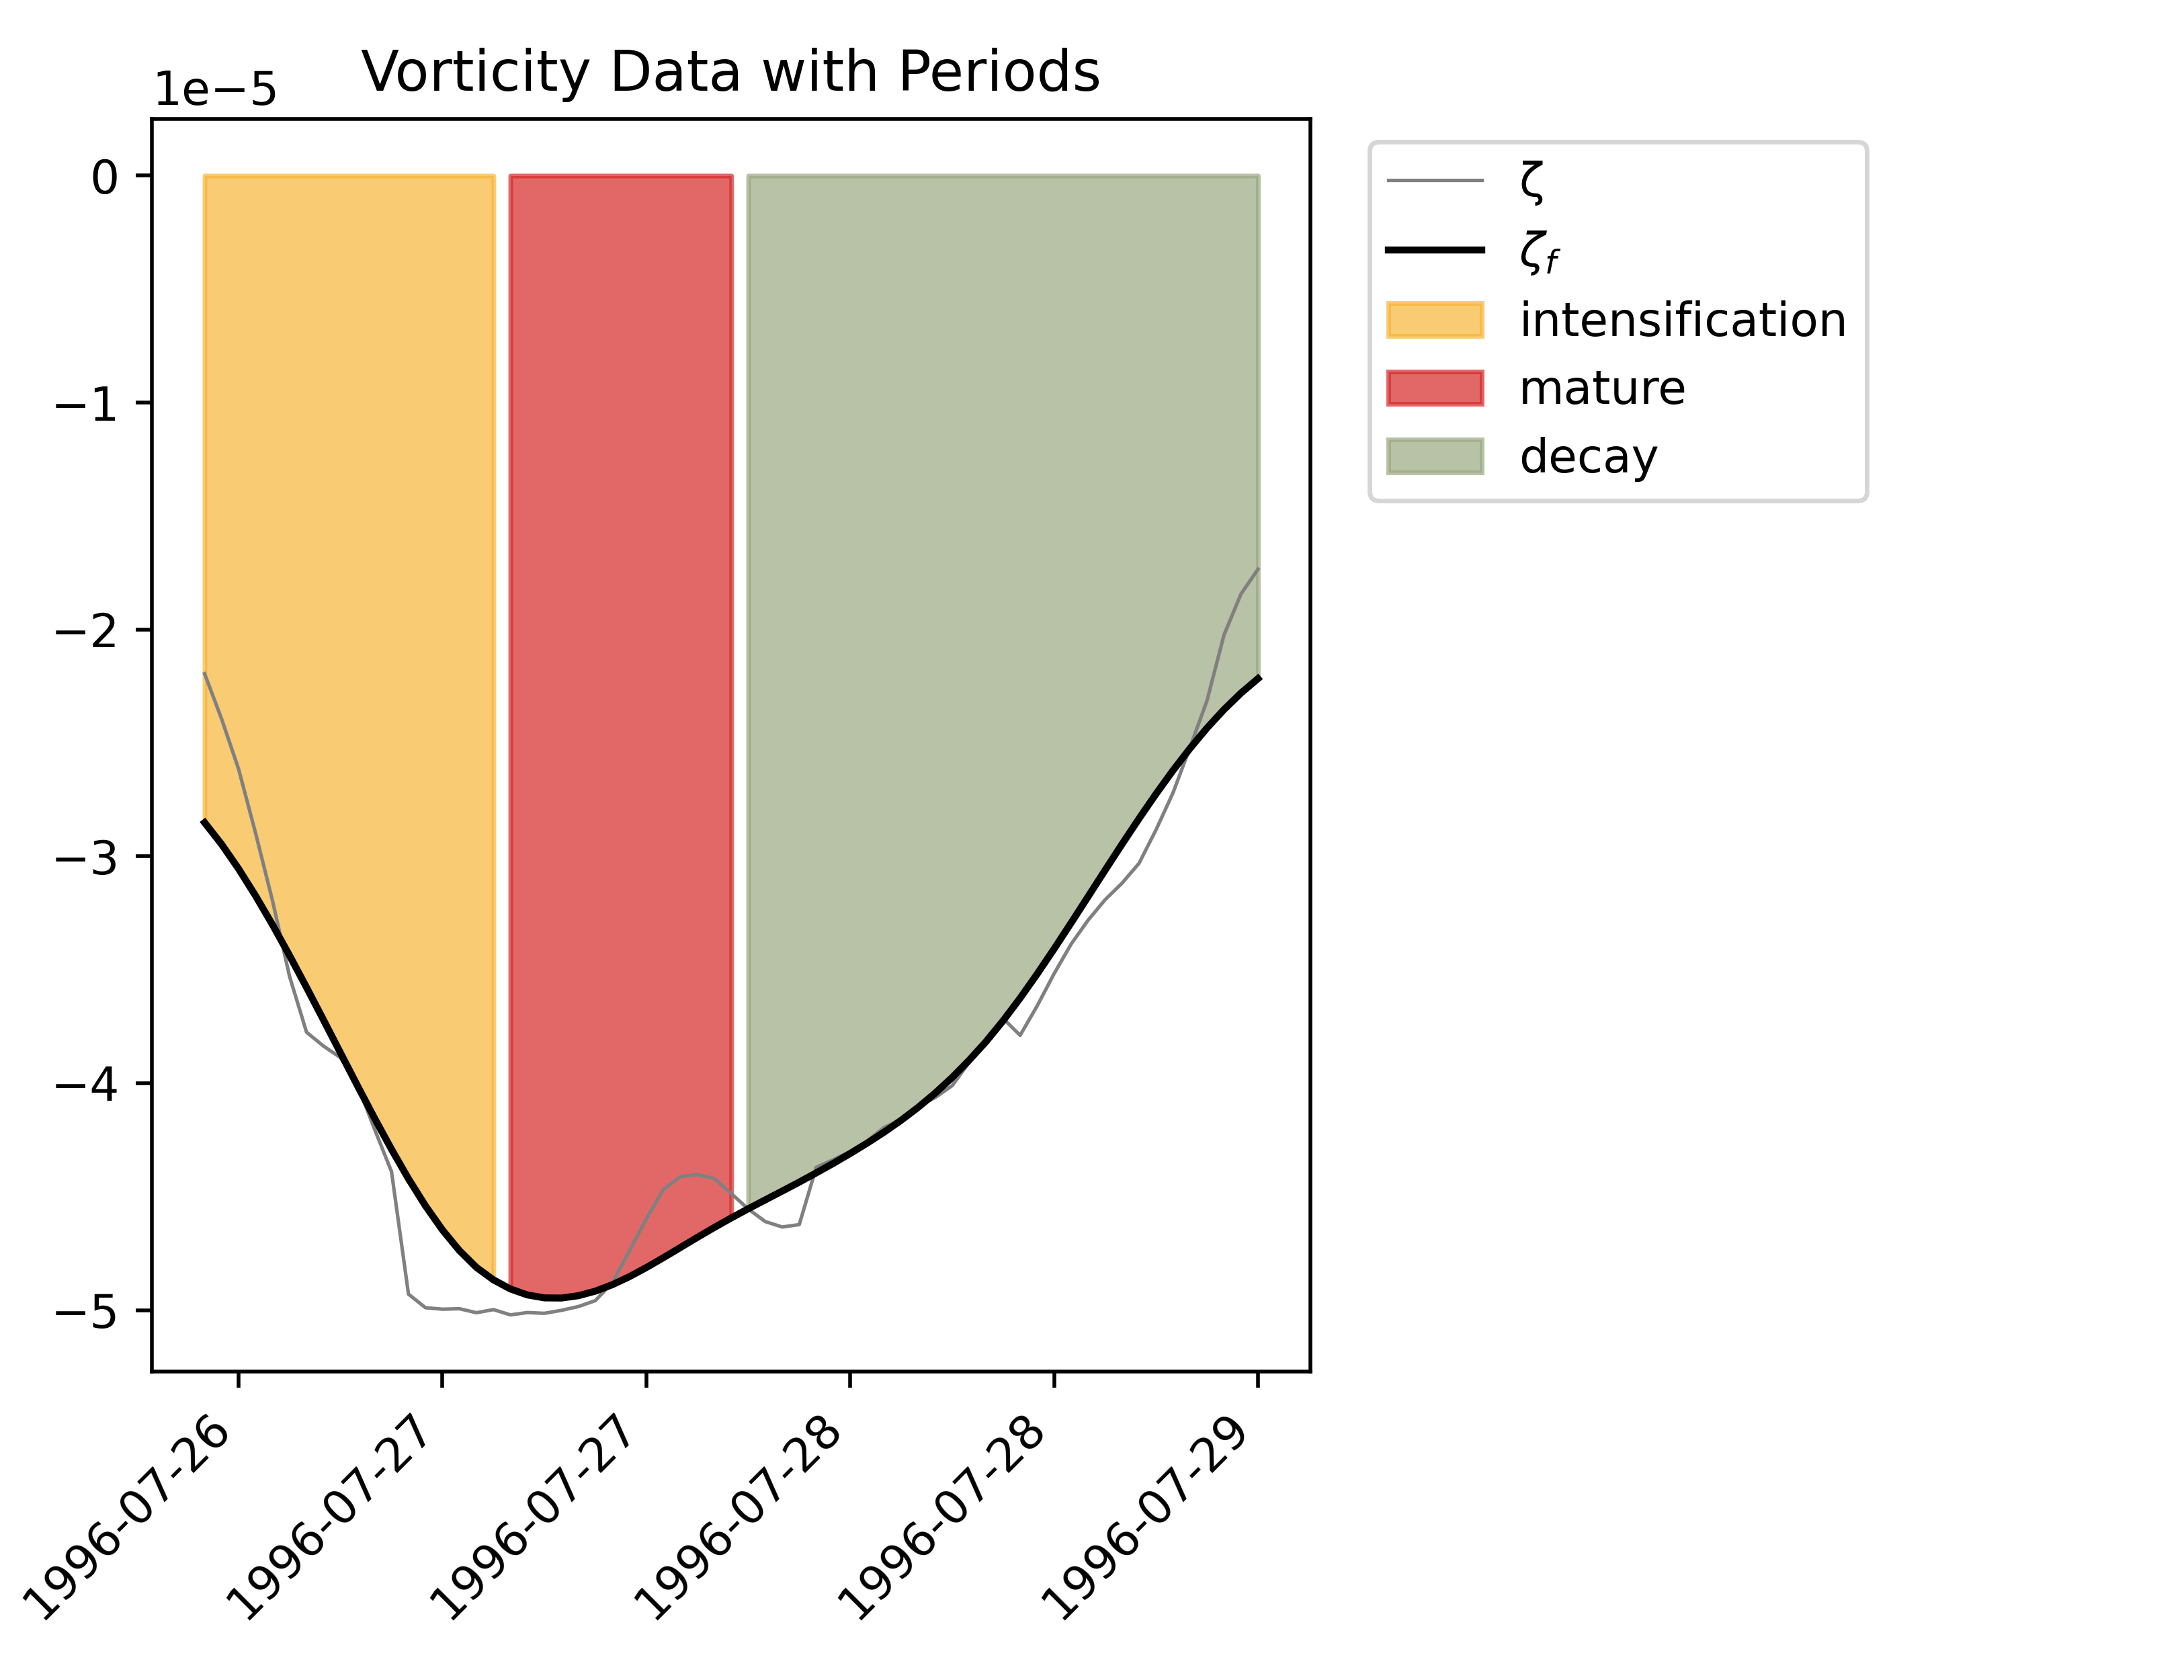 Vorticity Data with Periods
1e−5
0
−1
−2
−3
−4
−5
1996-07-26
1996-07-27
1996-07-27
1996-07-28
1996-07-28
1996-07-29
ζ
ζf
intensification
mature
decay